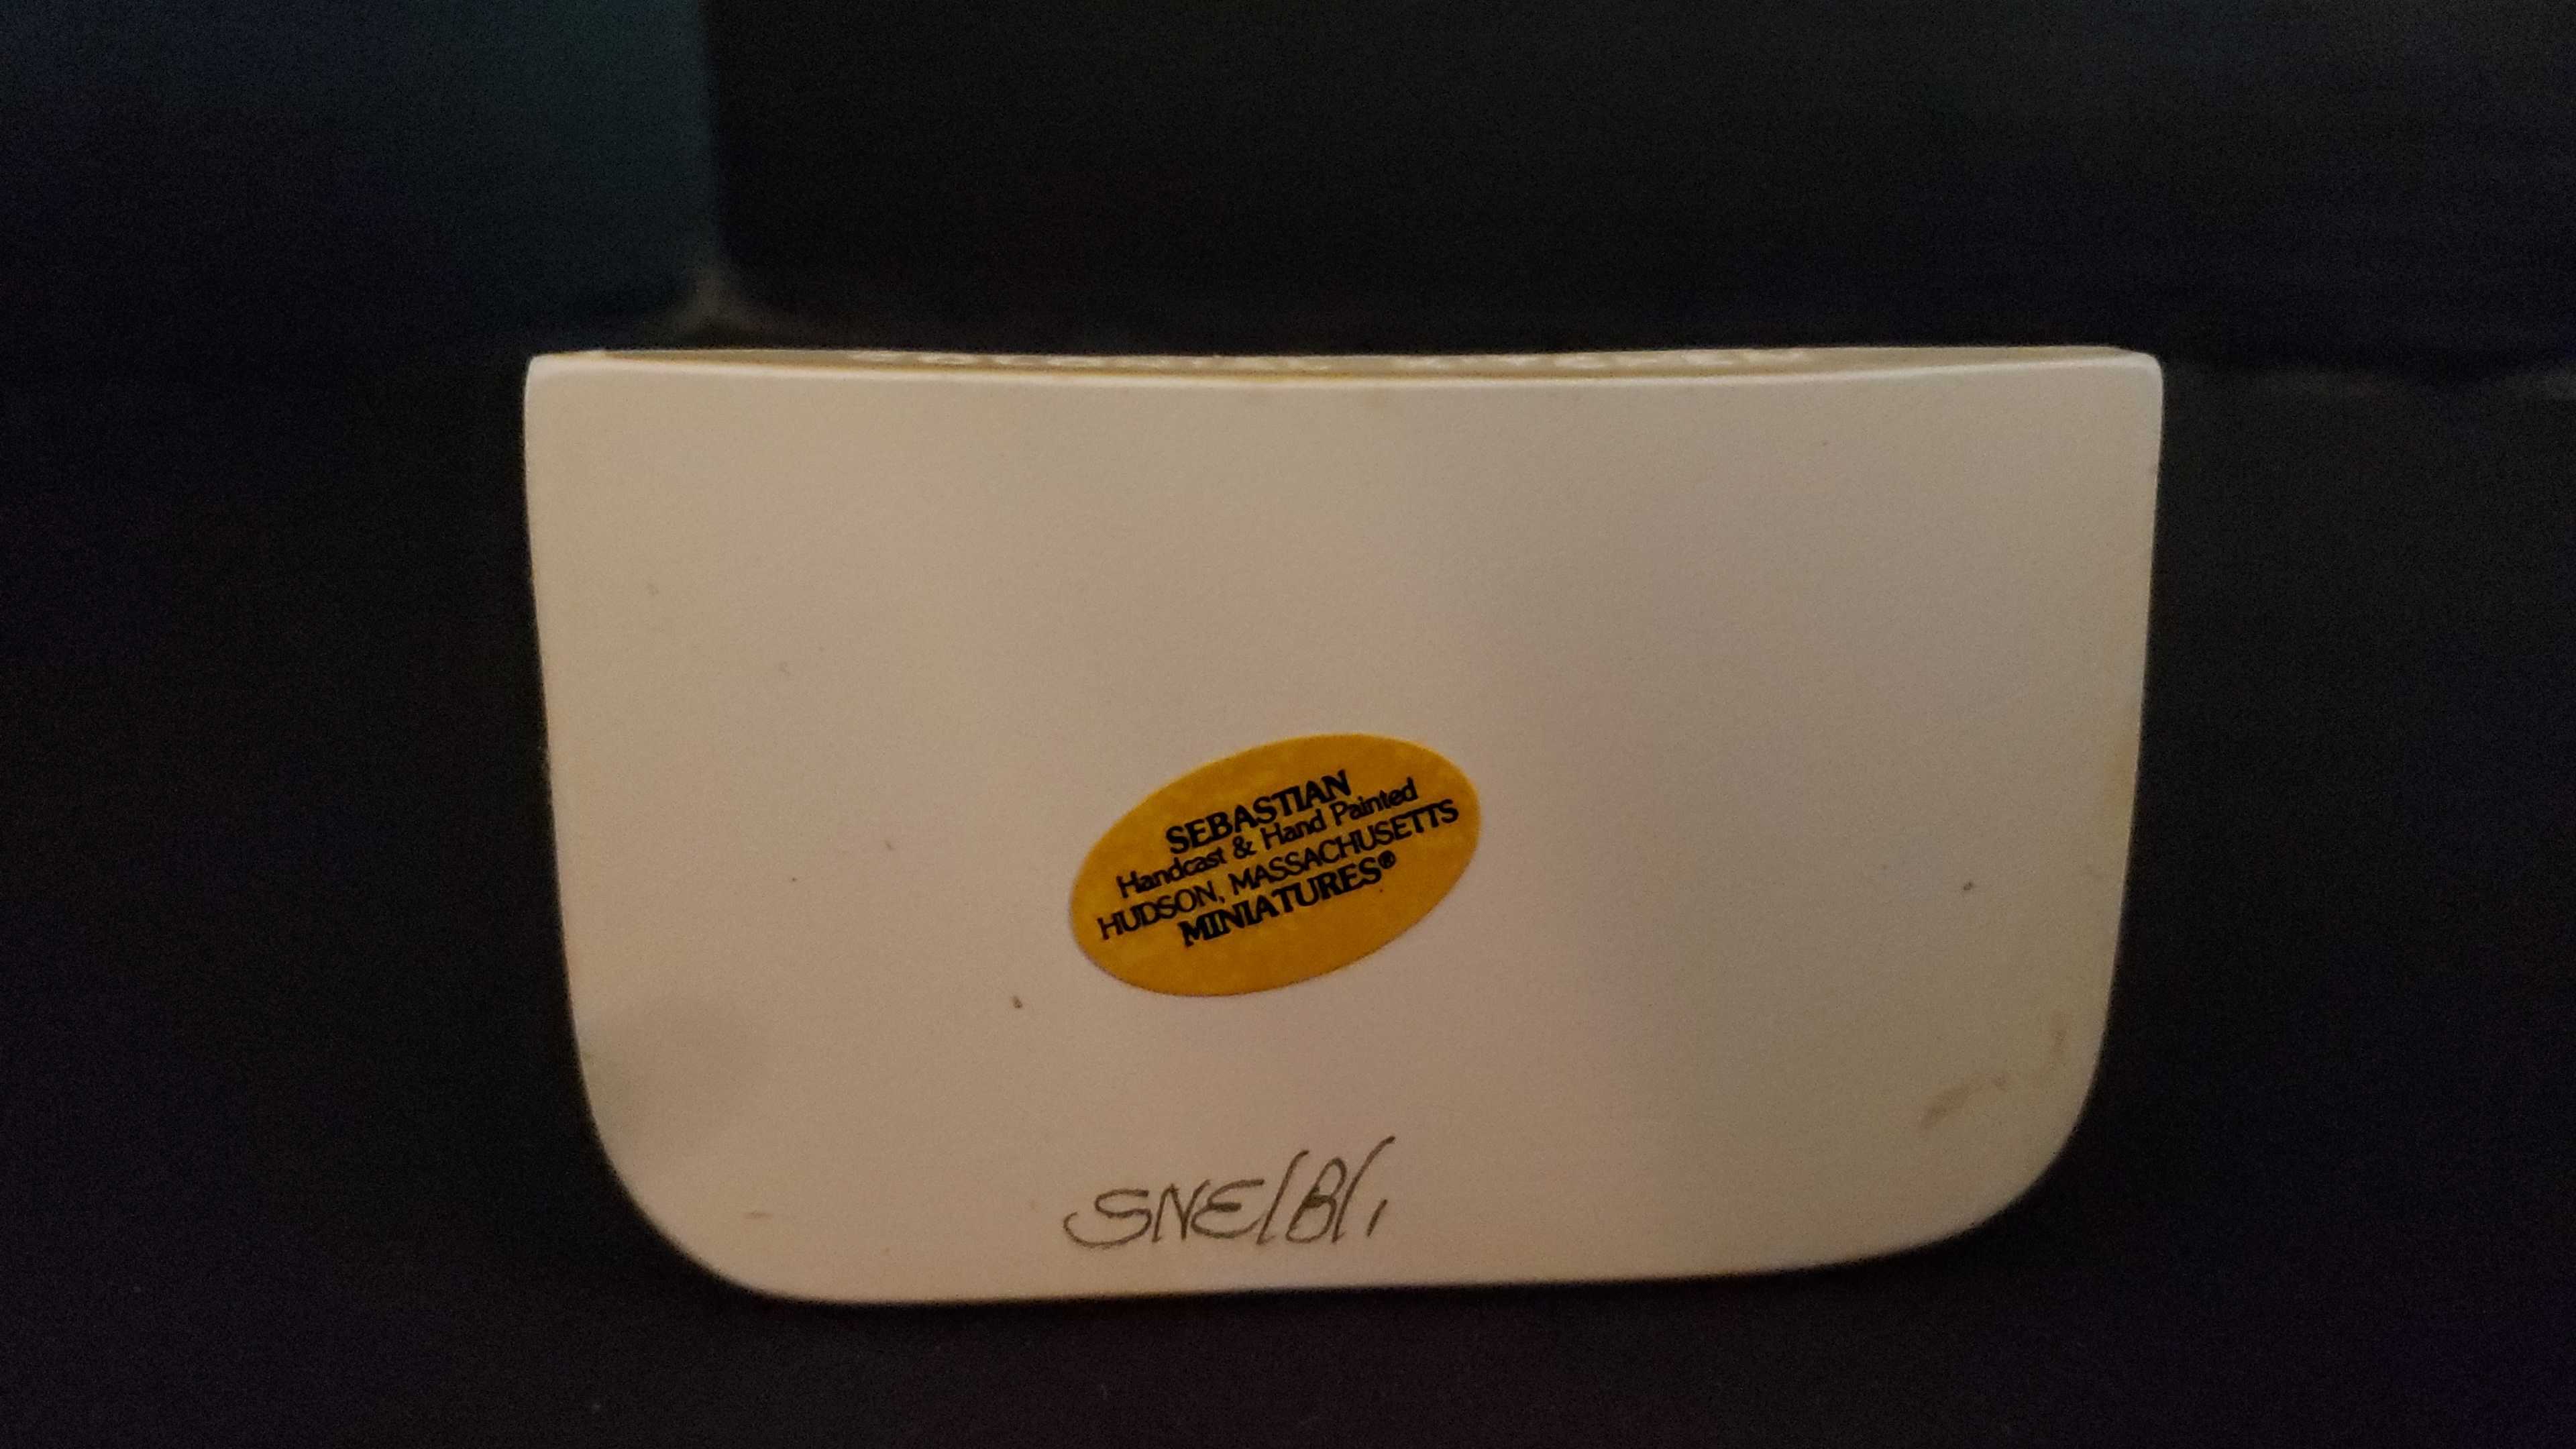 SEBASTIAN
Handcast & Hand Painted
HUDSON, MASSACHUSETTS
MINIATURES®